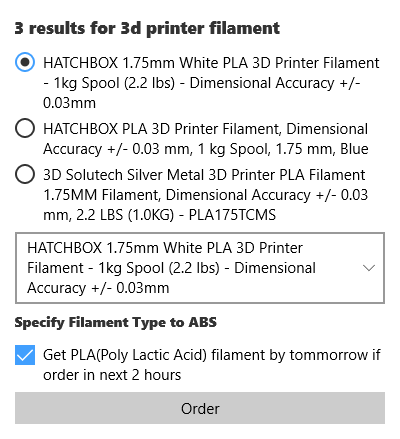 3 results for 3d printer filament
HATCHBOX 1.75mm White PLA 3D Printer Filament
- 1kg Spool (2.2 lbs) - Dimensional Accuracy +/-
0.03mm
HATCHBOX PLA 3D Printer Filament, Dimensional
Accuracy +/- 0.03 mm, 1 kg Spool, 1.75 mm, Blue
3D Solutech Silver Metal 3D Printer PLA Filament
1.75MM Filament, Dimensional Accuracy +/- 0.03
mm, 2.2 LBS (1.0KG) - PLA175TCMS
HATCHBOX 1.75mm White PLA 3D Printer
Filament - 1kg Spool (2.2 lbs) - Dimensional
Accuracy +/- 0.03mm
Specify Filament Type to ABS
Get PLA(Poly Lactic Acid) filament by tommorrow if
order in next 2 hours
Order